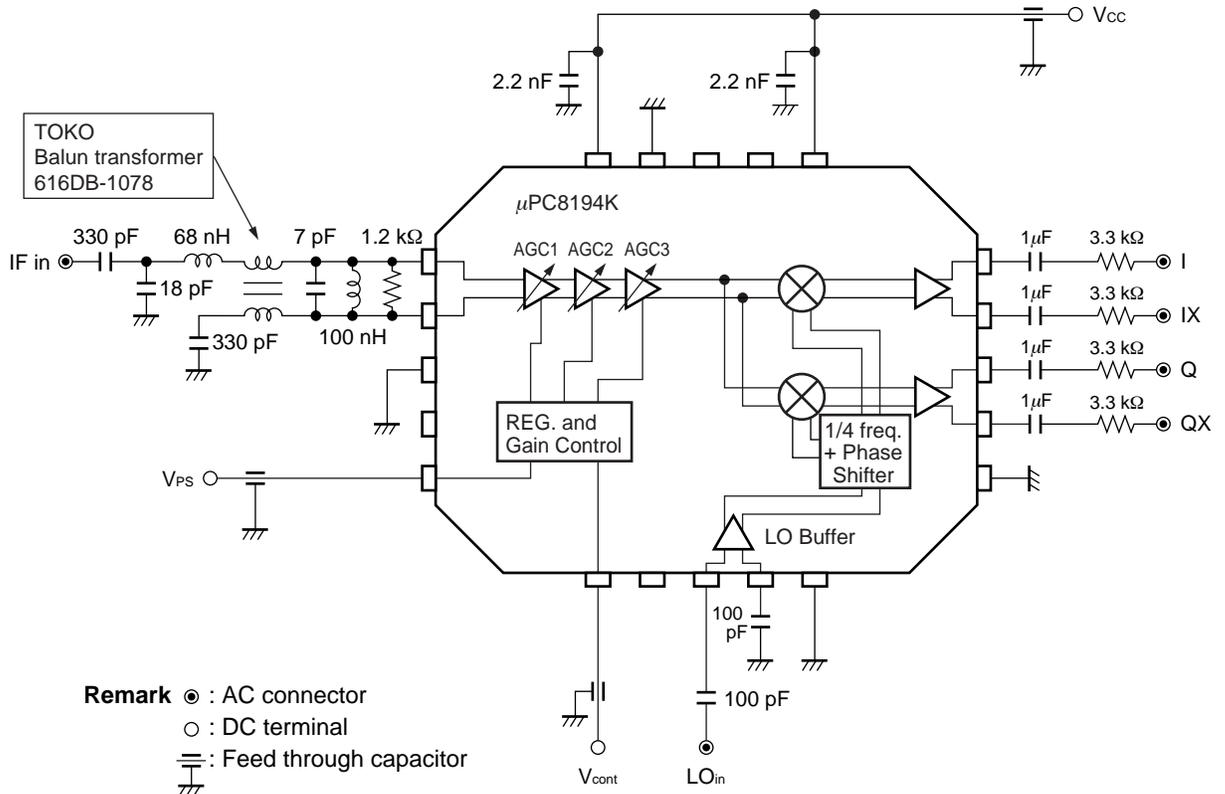 VCC
2.2 nF
2.2 nF
TOKO
Balun transformer
616DB-1078
μPC8194K
330 pF
68 nH
7 pF
1.2 kΩ
AGC1
AGC2
AGC3
1μF
3.3 kΩ
IF in
I
18 pF
330 pF
100 nH
1μF
3.3 kΩ
IX
1μF
3.3 kΩ
Q
1μF
3.3 kΩ
QX
REG. and
Gain Control
1/4 freq.
+ Phase
Shifter
VPS
LO Buffer
100
pF
100 pF
Remark : AC connector
: DC terminal
: Feed through capacitor
Vcont
LOin